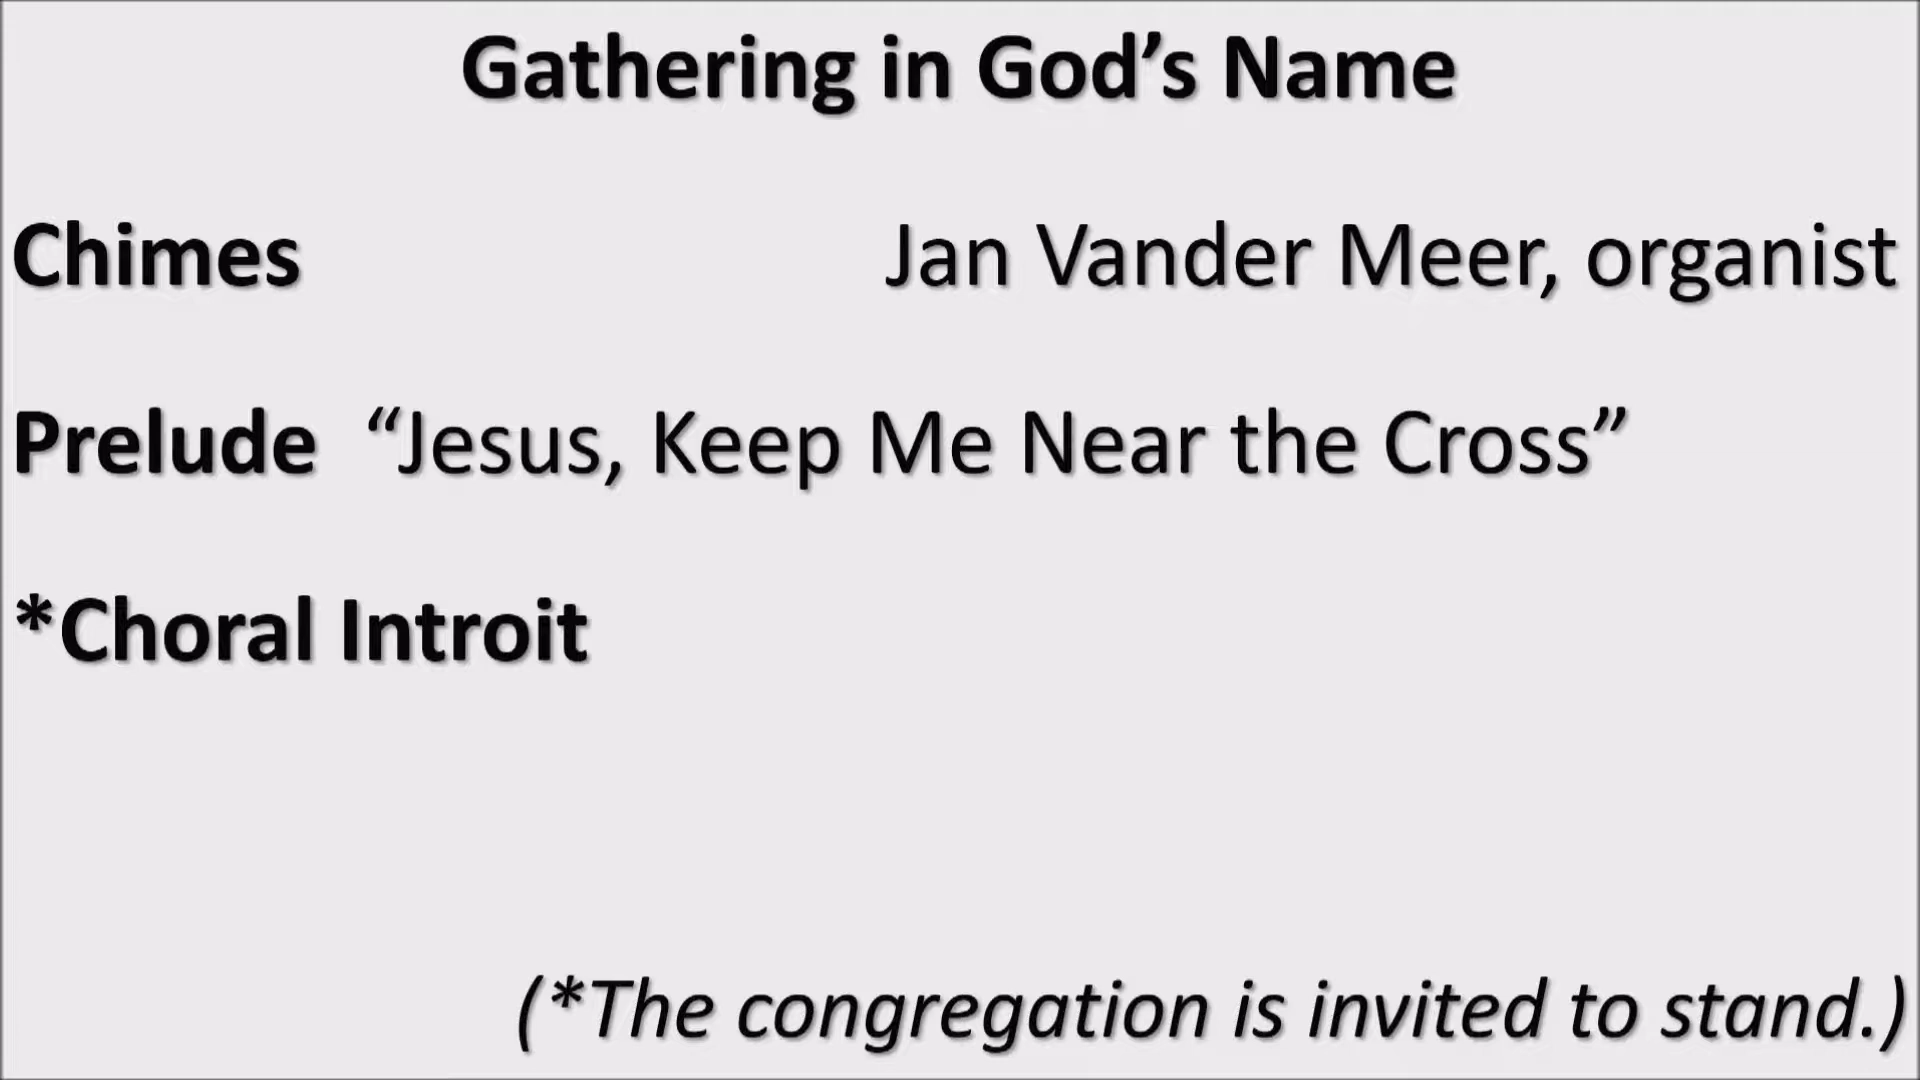 Gathering in God’s Name
Chimes Jan Vander Meer, organist
Prelude “Jesus, Keep Me Near the Cross”
*Choral Introit
(*The congregation is invited to stand.)